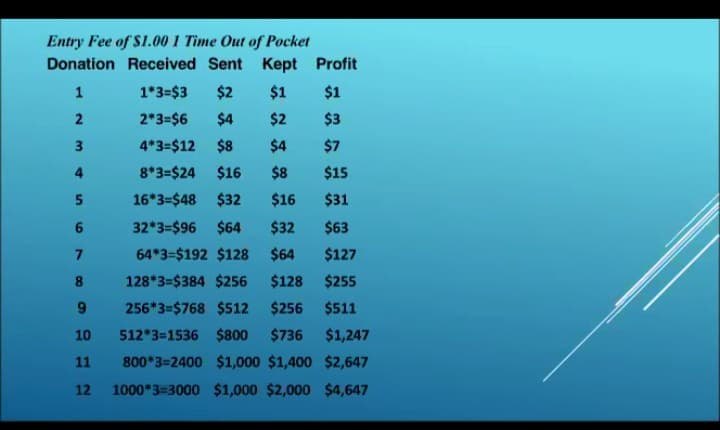 Entry Fee of $1.00 1 Time Out of Pocket
Donation Received Sent Kept Profit
1 1*3=$3 $2 $1 $1
2 2*3=$6 $4 $2 $3
3 4*3=$12 $8 $4 $7
4 8*3=$24 $16 $8 $15
5 16*3=$48 $32 $16 $31
6 32*3=$96 $64 $32 $63
7 64*3=$192 $128 $64 $127
8 128*3=$384 $256 $128 $255
9 256*3=$768 $512 $256 $511
10 512*3=1536 $800 $736 $1,247
11 800*3=2400 $1,000 $1,400 $2,647
12 1000*3=3000 $1,000 $2,000 $4,647